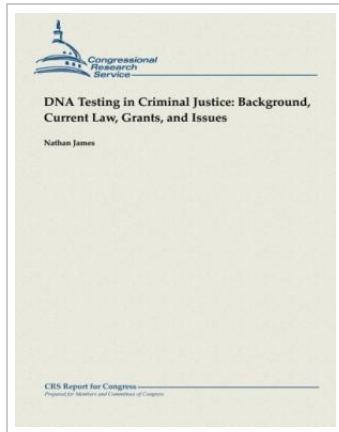 Congressional
Research
Service
DNA Testing in Criminal Justice: Background,
Current Law, Grants, and Issues
Nathan James
CRS Report for Congress
Prepared for Members and Committees of Congress